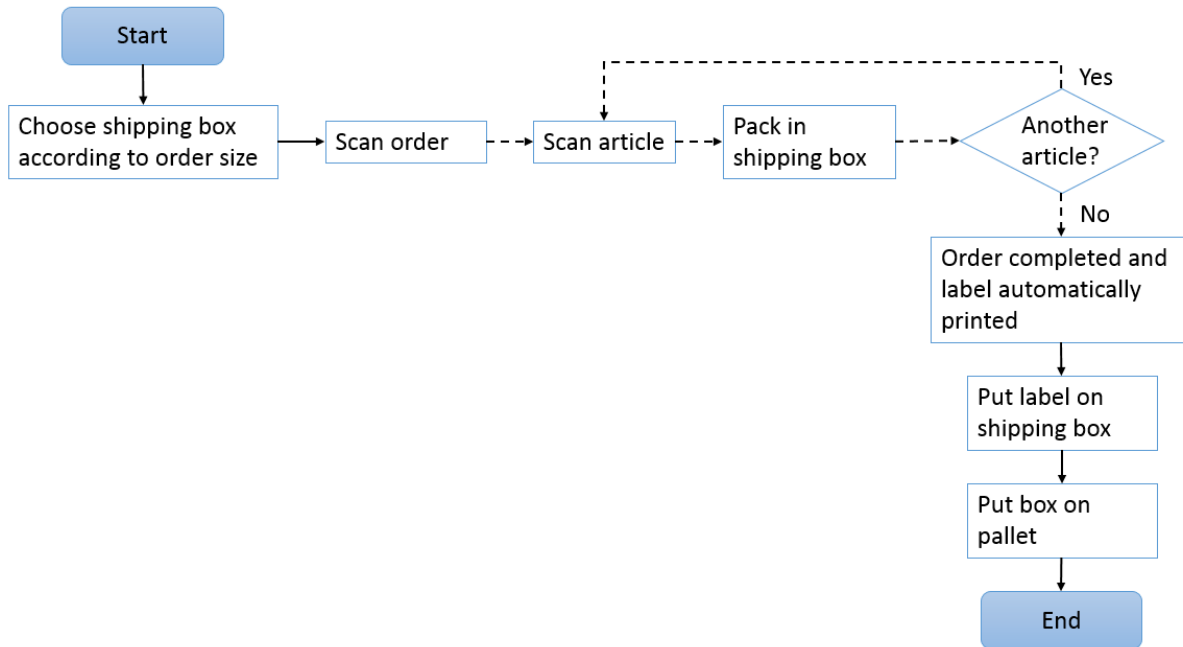 Start
Choose shipping box
according to order size
Scan order
Scan article
Pack in
shipping box
Another
article?
Yes
No
Order completed and
label automatically
printed
Put label on
shipping box
Put box on
pallet
End